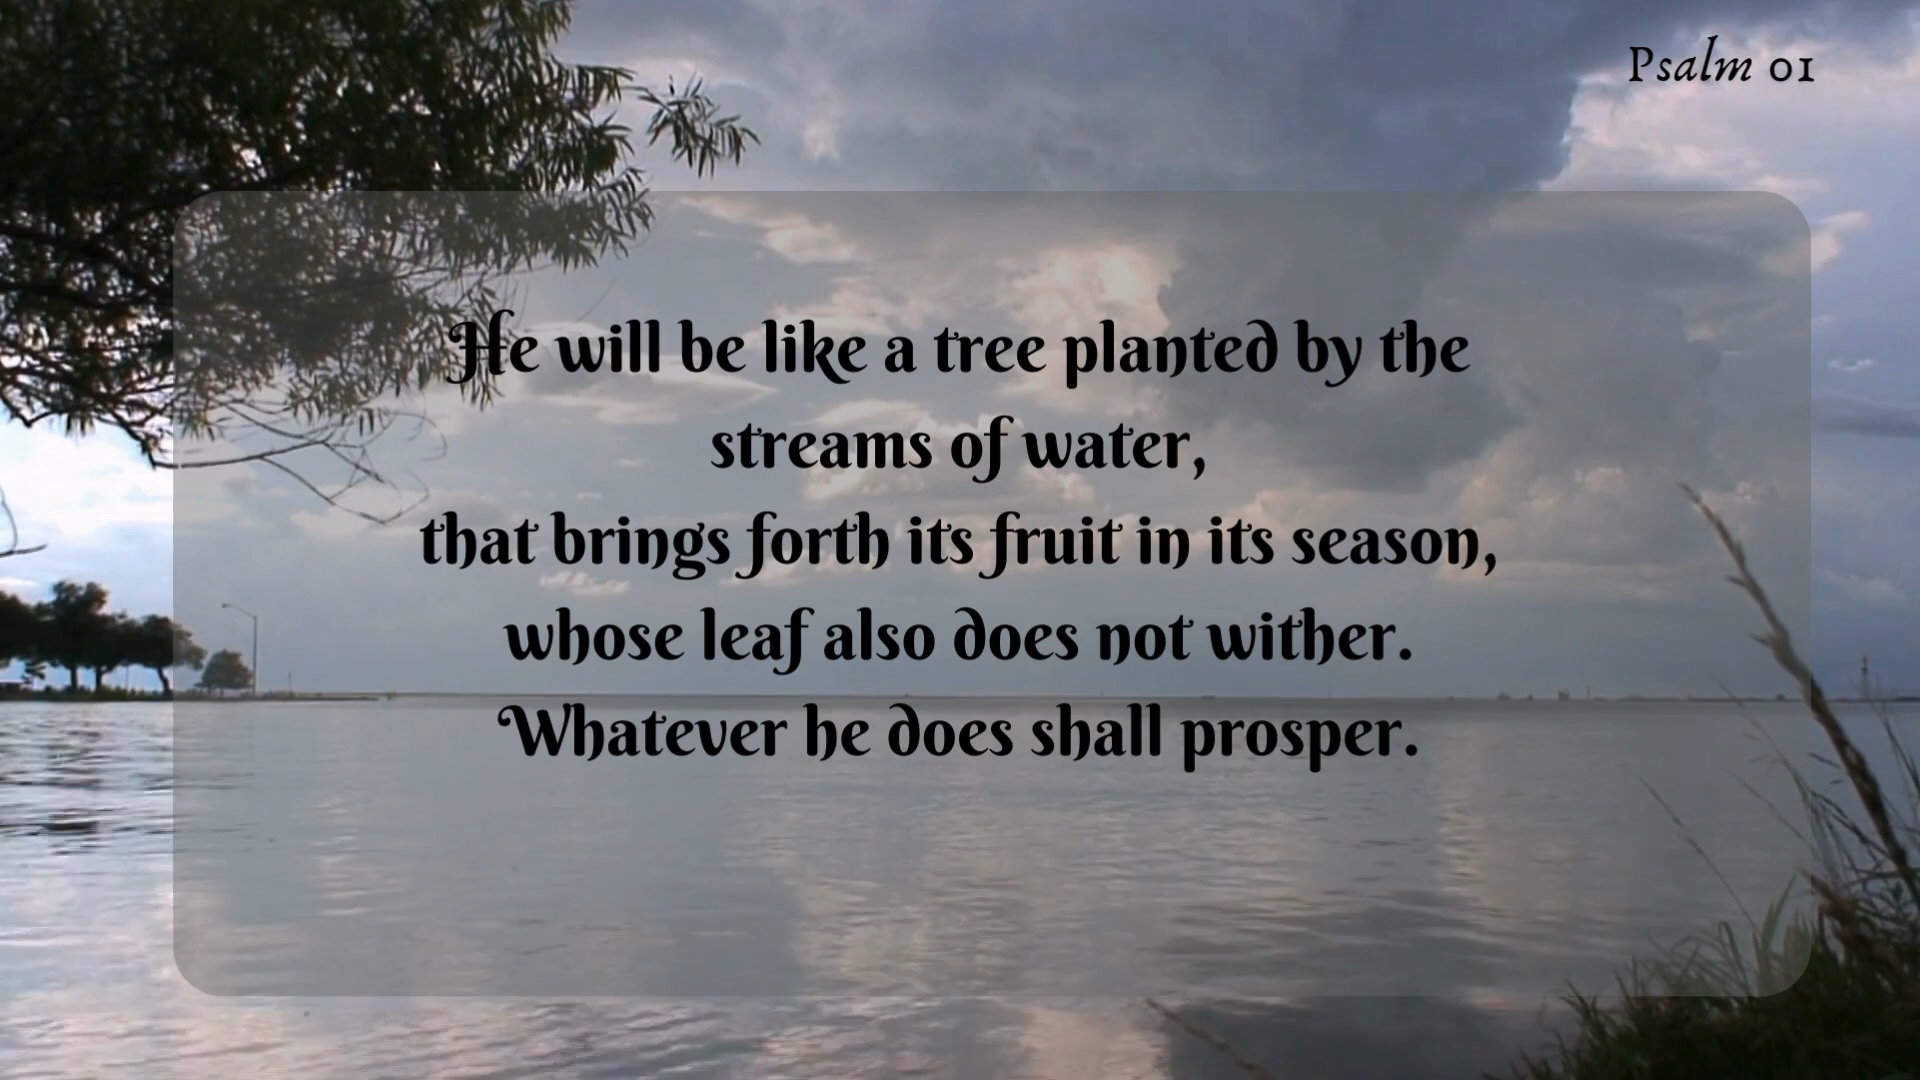 Psalm 01
He will be like a tree planted by the
streams of water,
that brings forth its fruit in its season,
whose leaf also does not wither.
Whatever he does shall prosper.